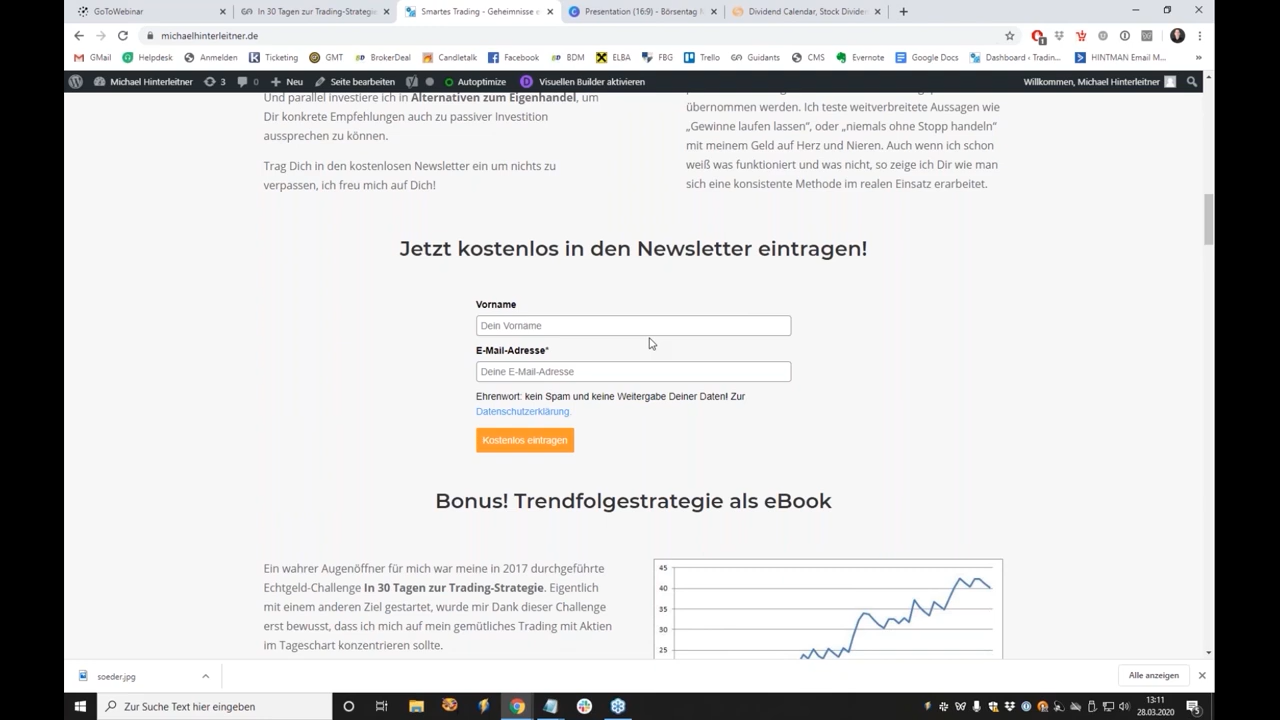 GoToWebinar
In 30 Tagen zur Trading-Strategie
Smartes Trading - Geheimnisse e
Presentation (16:9) - Börsentag
Dividend Calendar, Stock Divide
michaelhinterleitner.de
GMail
Helpdesk
Anmelden
Ketting
GMT
BrokerDeal
Candletalk
Facebook
BDM
ELBA
FBG
Trello
Guidants
CMS
Evernote
Google Docs
Dashboard ‹ Tradin...
HINTMAN Email M...
Michael Hinterleitner
3
0
Neu
Seite bearbeiten
Autoptimize
Visuellen Builder aktivieren
Willkommen, Michael Hinterleitner
Und parallel investiere ich in Alternativen zum Eigenhandel, um
Dir konkrete Empfehlungen auch zu passiver Investition
aussprechen zu können.
Trag Dich in den kostenlosen Newsletter ein um nichts zu
verpassen, ich freu mich auf Dich!
übernommen werden. Ich teste weitverbreitete Aussagen wie
„Gewinne laufen lassen“, oder „niemals ohne Stopp handeln“
mit meinem Geld auf Herz und Nieren. Auch wenn ich schon
weiß was funktioniert und was nicht, so zeige ich Dir wie man
sich eine konsistente Methode im realen Einsatz erarbeitet.
Jetzt kostenlos in den Newsletter eintragen!
Vorname
Dein Vorname
E-Mail-Adresse*
Deine E-Mail-Adresse
Ehrenwort: kein Spam und keine Weitergabe Deiner Daten! Zur
Datenschutzerklärung.
Kostenlos eintragen
Bonus! Trendfolgestrategie als eBook
Ein wahrer Augenöffner für mich war meine in 2017 durchgeführte
Echtgeld-Challenge In 30 Tagen zur Trading-Strategie. Eigentlich
mit einem anderen Ziel gestartet, wurde mir Dank dieser Challenge
erst bewusst, dass ich mich auf mein gemütliches Trading mit Aktien
im Tageschart konzentrieren sollte.
45
40
35
30
25
soeder.jpg
Alle anzeigen
Zur Suche Text hier eingeben
13:11
28.03.2020